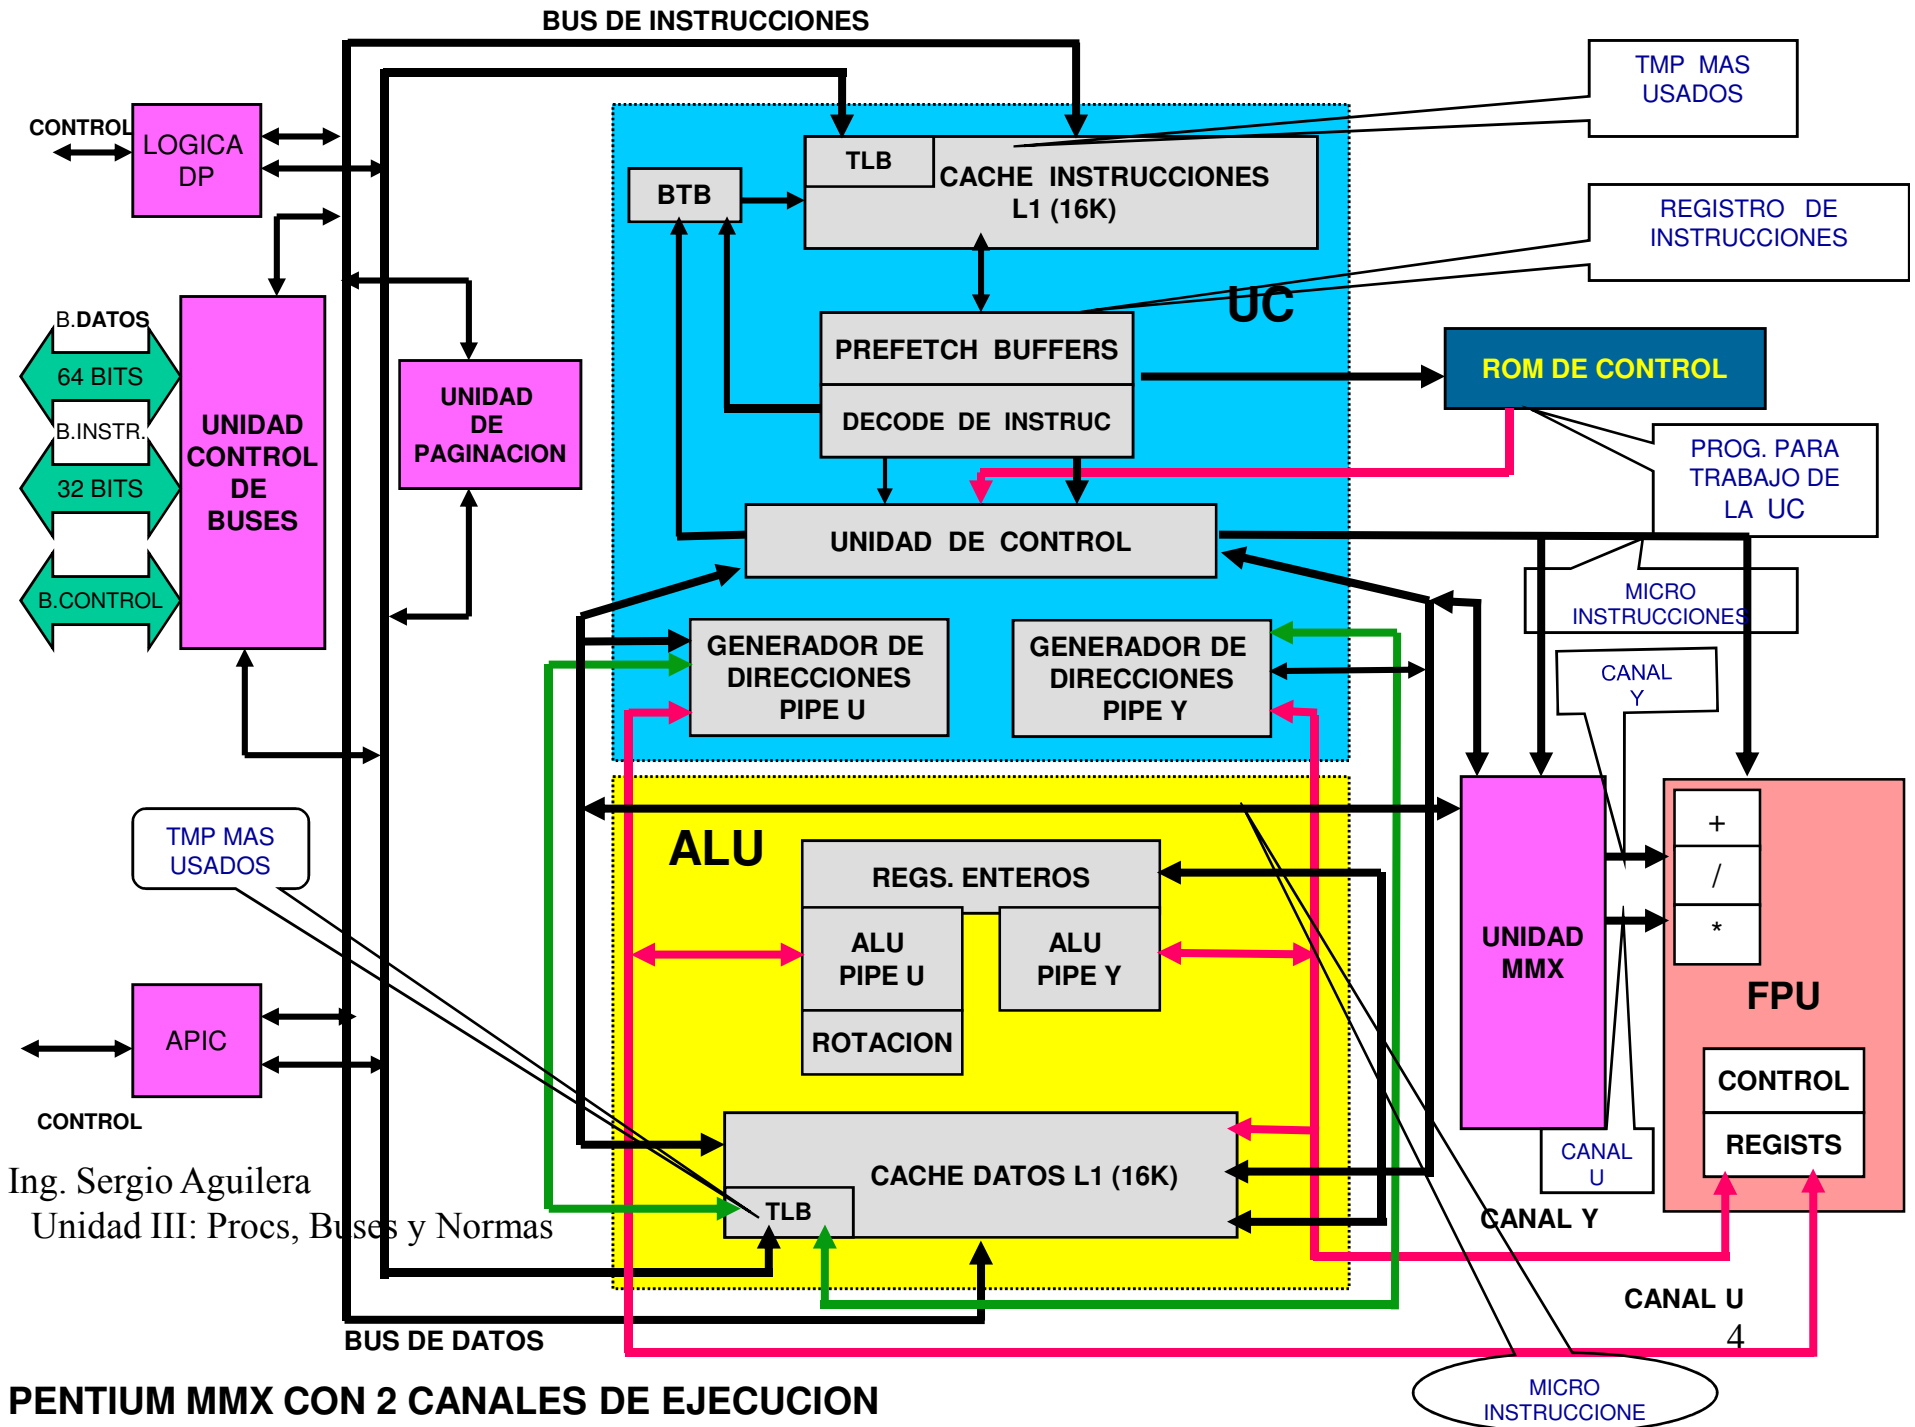 BUS DE INSTRUCCIONES
TMP MAS
USADOS
CONTROL
LOGICA
DP
TLB
CACHE INSTRUCCIONES
L1 (16K)
BTB
REGISTRO DE
INSTRUCCIONES
UC
B.DATOS
64 BITS
B.INSTR.
32 BITS
B.CONTROL
UNIDAD
CONTROL
DE
BUSES
UNIDAD
DE
PAGINACION
PREFETCH BUFFERS
DECODE DE INSTRUC
ROM DE CONTROL
PROG. PARA
TRABAJO DE
LA UC
UNIDAD DE CONTROL
MICRO
INSTRUCCIONES
GENERADOR DE
DIRECCIONES
PIPE U
GENERADOR DE
DIRECCIONES
PIPE Y
CANAL
Y
TMP MAS
USADOS
ALU
REGS. ENTEROS
ALU
PIPE U
ALU
PIPE Y
ROTACION
UNIDAD
MMX
+
/
*
FPU
CONTROL
REGISTS
APIC
CONTROL
CACHE DATOS L1 (16K)
TLB
CANAL
U
CANAL Y
Ing. Sergio Aguilera
Unidad III: Procs, Buses y Normas
CANAL U
4
BUS DE DATOS
MICRO
INSTRUCCIONE
PENTIUM MMX CON 2 CANALES DE EJECUCION